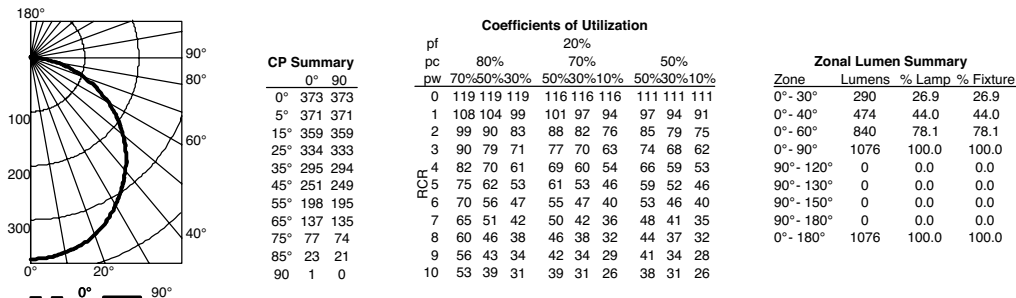 180°
90°
80°
60°
40°
100
200
300
0° 20°
0° 90°
CP Summary
0° 90
0° 373 373
5° 371 371
15° 359 359
25° 334 333
35° 295 294
45° 251 249
55° 198 195
65° 137 135
75° 77 74
85° 23 21
90 1 0
Coefficients of Utilization
pf 20%
pc 80% 70% 50%
pw 70%50%30% 50%30%10% 50%30%10%
RCR
0 119 119 119 116 116 116 111 111 111
1 108 104 99 101 97 94 97 94 91
2 99 90 83 88 82 76 85 79 75
3 90 79 71 77 70 63 74 68 62
4 82 70 61 69 60 54 66 59 53
5 75 62 53 61 53 46 59 52 46
6 70 56 47 55 47 40 53 46 40
7 65 51 42 50 42 36 48 41 35
8 60 46 38 46 38 32 44 37 32
9 56 43 34 42 34 29 41 34 28
10 53 39 31 39 31 26 38 31 26
Zonal Lumen Summary
Zone Lumens % Lamp % Fixture
0°- 30° 290 26.9 26.9
0°- 40° 474 44.0 44.0
0°- 60° 840 78.1 78.1
0°- 90° 1076 100.0 100.0
90°- 120° 0 0.0 0.0
90°- 130° 0 0.0 0.0
90°- 150° 0 0.0 0.0
90°- 180° 0 0.0 0.0
0°- 180° 1076 100.0 100.0